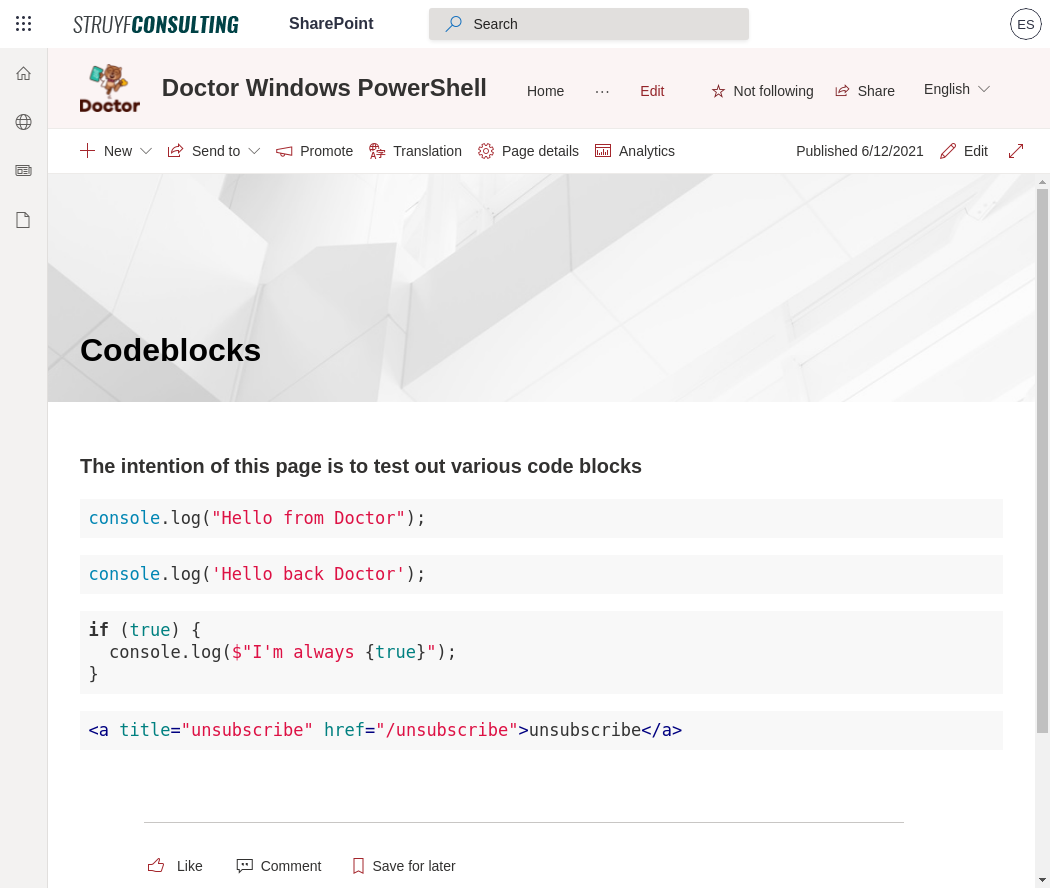 STRUYFCONSULTING SharePoint Search ES
Doctor Doctor Windows PowerShell Home ··· Edit Not following Share English
New Send to Promote Translation Page details Analytics Published 6/12/2021 Edit
Codeblocks
The intention of this page is to test out various code blocks
console.log("Hello from Doctor");
console.log('Hello back Doctor');
if (true) {
  console.log($"I'm always {true}");
}
<a title="unsubscribe" href="/unsubscribe">unsubscribe</a>
Like Comment Save for later